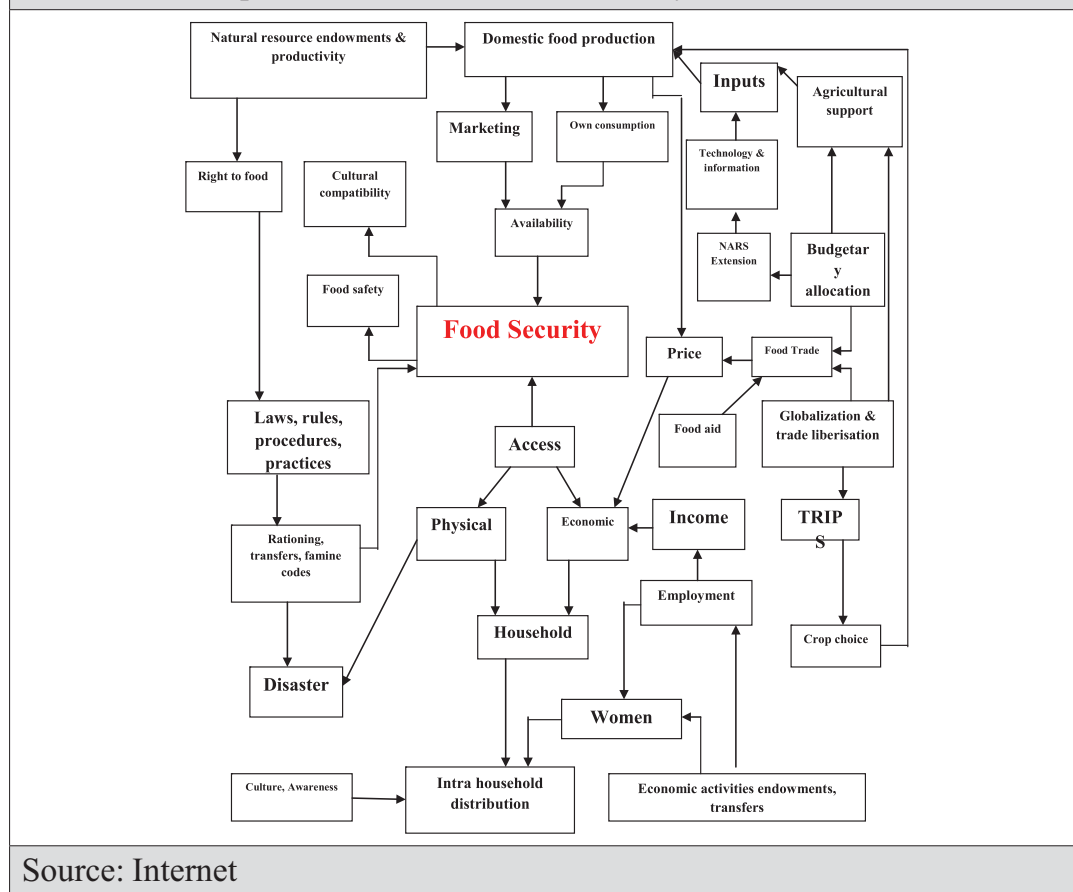 Natural resource endowments &
productivity
Domestic food production
Inputs
Agricultural
support
Marketing
Own consumption
Technology &
information
Right to food
Cultural
compatibility
Availability
NARS
Extension
Budgetar
y
allocation
Food safety
Food Security
Price
Food Trade
Laws, rules,
procedures,
practices
Access
Food aid
Globalization &
trade liberisation
Physical
Economic
Income
TRIP
S
Rationing,
transfers, famine
codes
Employment
Household
Crop choice
Disaster
Women
Culture, Awareness
Intra household
distribution
Economic activities endowments,
transfers
Source: Internet